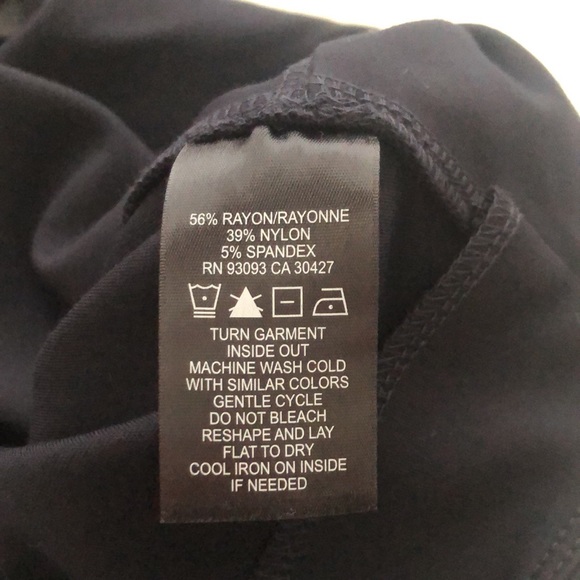 56% RAYON/RAYONNE
39% NYLON
5% SPANDEX
RN 93093 CA 30427
TURN GARMENT
INSIDE OUT
MACHINE WASH COLD
WITH SIMILAR COLORS
GENTLE CYCLE
DO NOT BLEACH
RESHAPE AND LAY
FLAT TO DRY
COOL IRON ON INSIDE
IF NEEDED